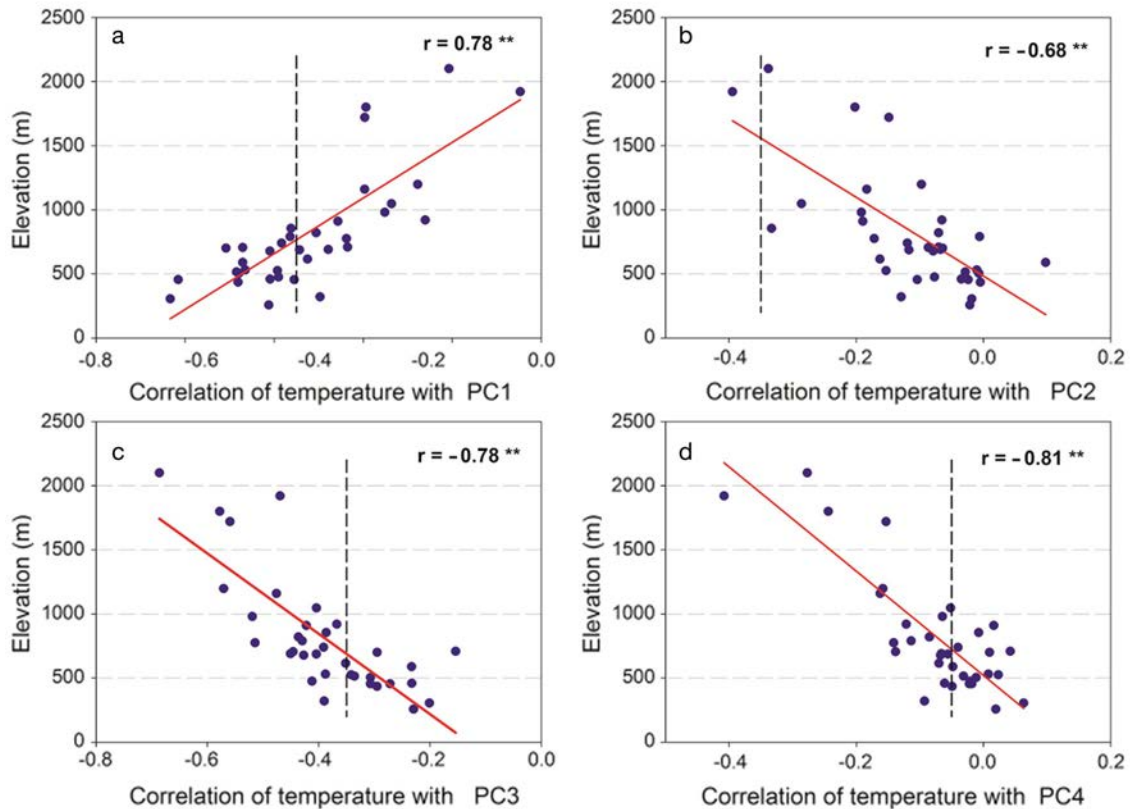 2500
a
r = 0.78 **
2000
1500
1000
500
0
Elevation (m)
-0.8 -0.6 -0.4 -0.2 0.0
Correlation of temperature with PC1
2500
b
r = −0.68 **
2000
1500
1000
500
0
Elevation (m)
-0.4 -0.2 0.0 0.2
Correlation of temperature with PC2
2500
c
r = −0.78 **
2000
1500
1000
500
0
Elevation (m)
-0.8 -0.6 -0.4 -0.2 0.0
Correlation of temperature with PC3
2500
d
r = −0.81 **
2000
1500
1000
500
0
Elevation (m)
-0.4 -0.2 0.0 0.2
Correlation of temperature with PC4